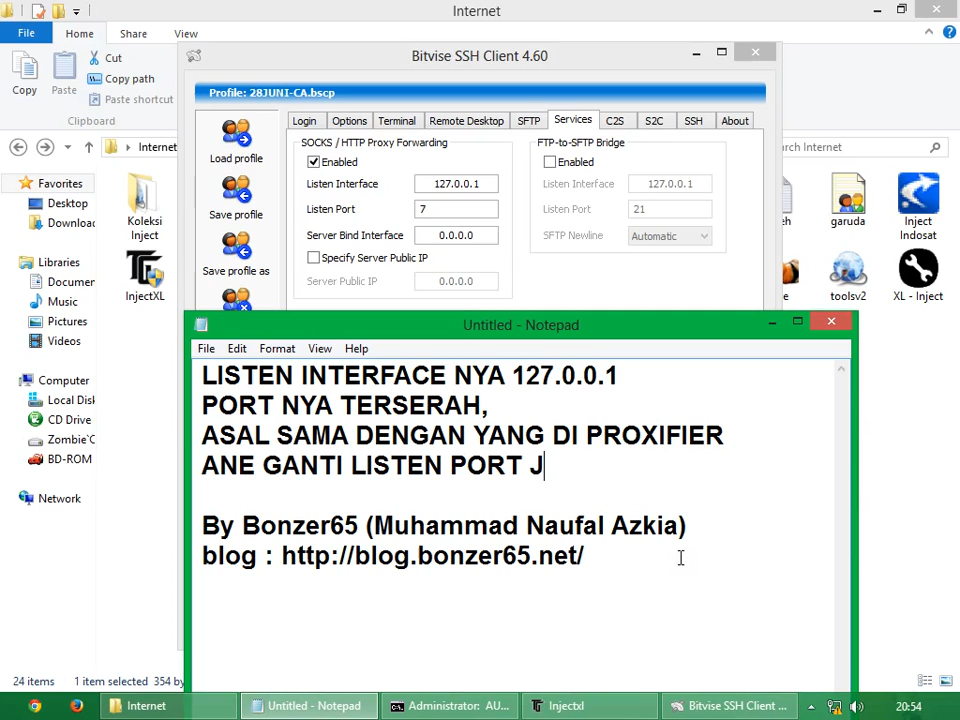 Internet
File
Home
Share
View
Copy
Paste
Cut
Copy path
Paste shortcut
Clipboard
Internet
Favorites
Desktop
Libraries
Music
Pictures
Videos
Computer
CD Drive
BD-ROM
Network
Koleksi Inject
InjectXL
garuda
Inject Indosat
toolsv2
XL - Inject
24 items
1 item selected
Bitvise SSH Client 4.60
Profile: 28JUNI-CA.bscp
Load profile
Save profile
Save profile as
Login
Options
Terminal
Remote Desktop
SFTP
Services
C2S
S2C
SSH
About
SOCKS / HTTP Proxy Forwarding
Enabled
Listen Interface 127.0.0.1
Listen Port 7
Server Bind Interface 0.0.0.0
Specify Server Public IP
Server Public IP 0.0.0.0
FTP-to-SFTP Bridge
Enabled
Listen Interface 127.0.0.1
Listen Port 21
SFTP Newline Automatic
Untitled - Notepad
File Edit Format View Help
LISTEN INTERFACE NYA 127.0.0.1
PORT NYA TERSERAH,
ASAL SAMA DENGAN YANG DI PROXIFIER
ANE GANTI LISTEN PORT J
By Bonzer65 (Muhammad Naufal Azkia)
blog : http://blog.bonzer65.net/
Internet
Untitled - Notepad
Administrator: AU...
Injectxl
Bitvise SSH Client ...
20:54